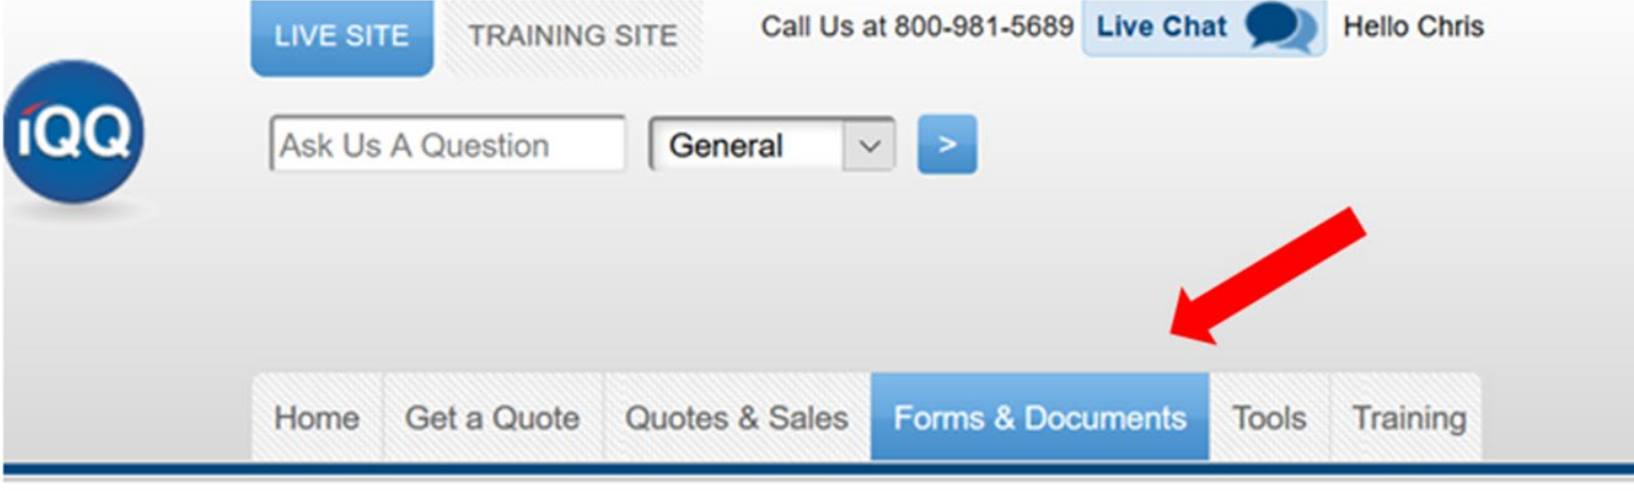 LIVE SITE TRAINING SITE Call Us at 800-981-5689 Live Chat Hello Chris
iQQ
Ask Us A Question General >
Home Get a Quote Quotes & Sales Forms & Documents Tools Training